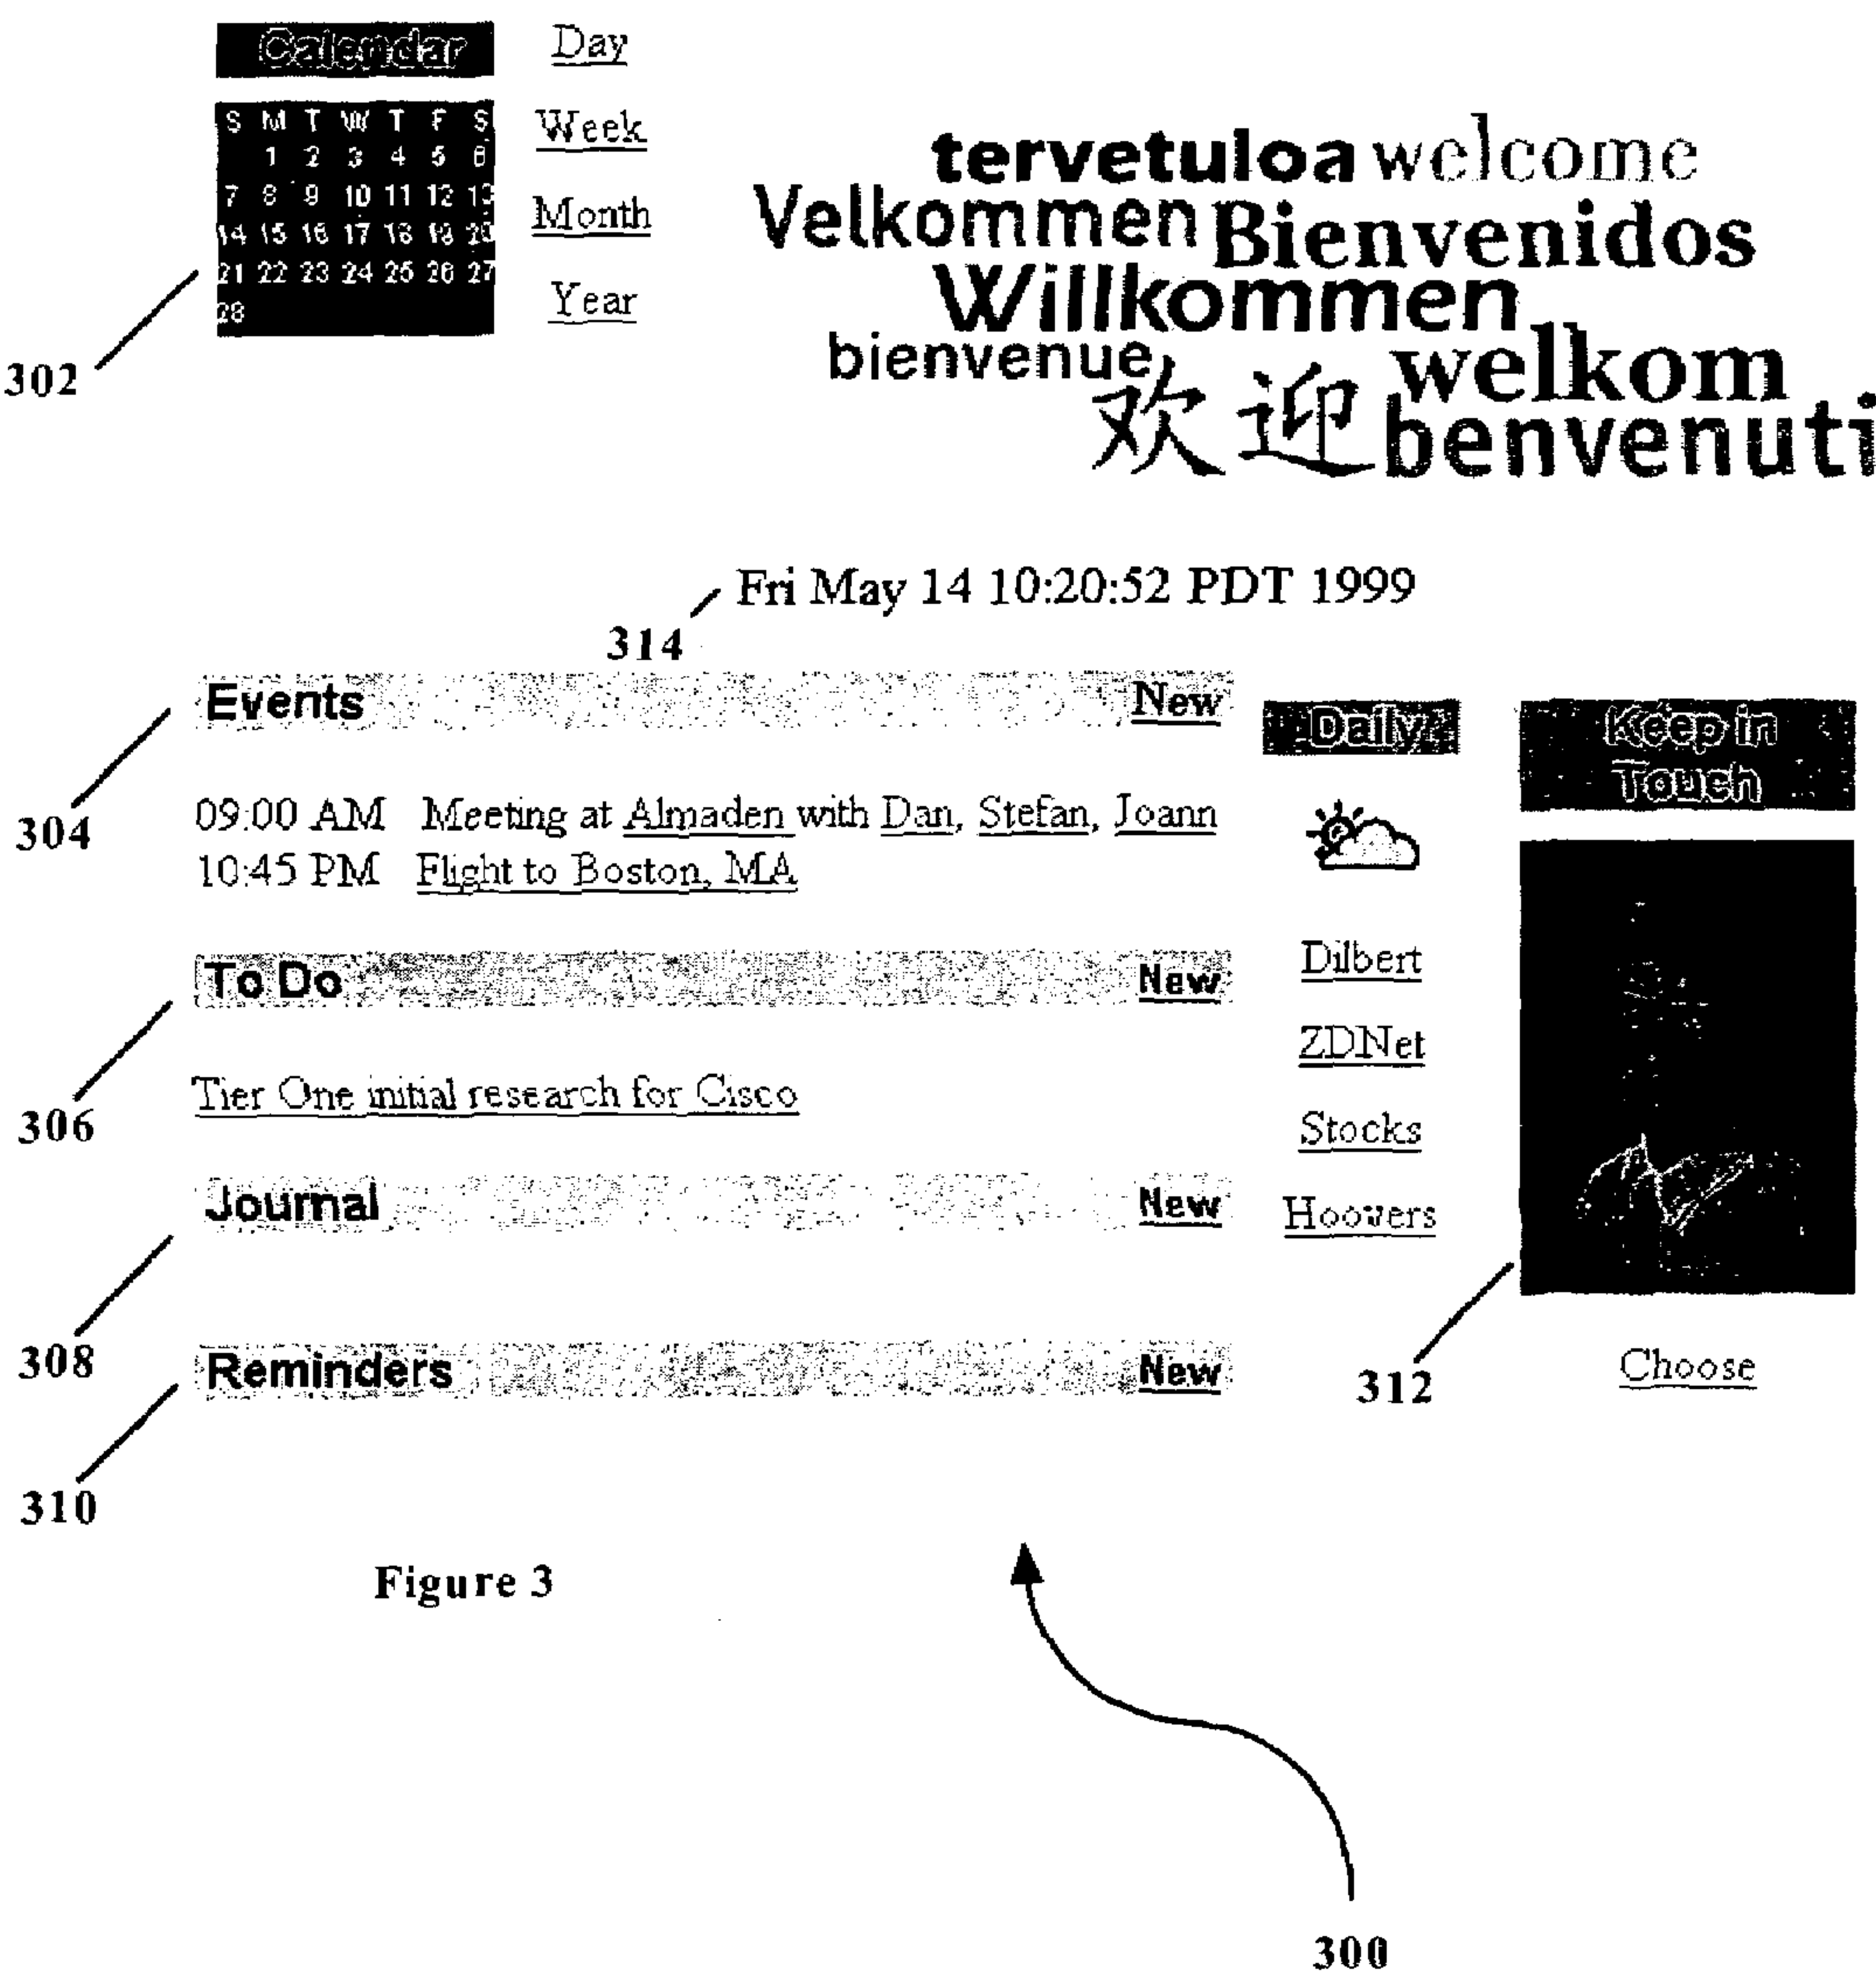 Calendar
Day
S M T W T F S
1 2 3 4 5 6
7 8 9 10 11 12 13
14 15 16 17 18 19 20
21 22 23 24 25 26 27
28
Week
Month
Year
302
tervetuloa welcome
Velkommen Bienvenidos
Willkommen
bienvenue
welkom
欢迎 benvenuti
Fri May 14 10:20:52 PDT 1999
314
Events New
304
09:00 AM Meeting at Almaden with Dan, Stefan, Joann
10:45 PM Flight to Boston, MA
To Do New
306
Tier One initial research for Cisco
Journal New
308
Reminders New
310
Daily
Dilbert
ZDNet
Stocks
Hoovers
Keep in
Touch
312
Choose
Figure 3
300